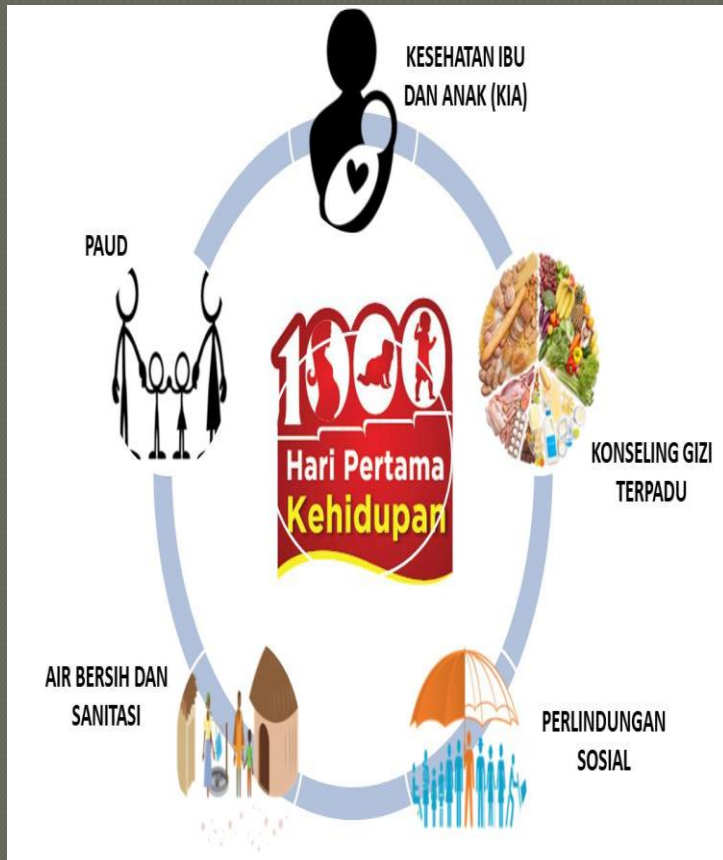 KESEHATAN IBU
DAN ANAK (KIA)
PAUD
1000
Hari Pertama
Kehidupan
KONSELING GIZI
TERPADU
AIR BERSIH DAN
SANITASI
PERLINDUNGAN
SOSIAL